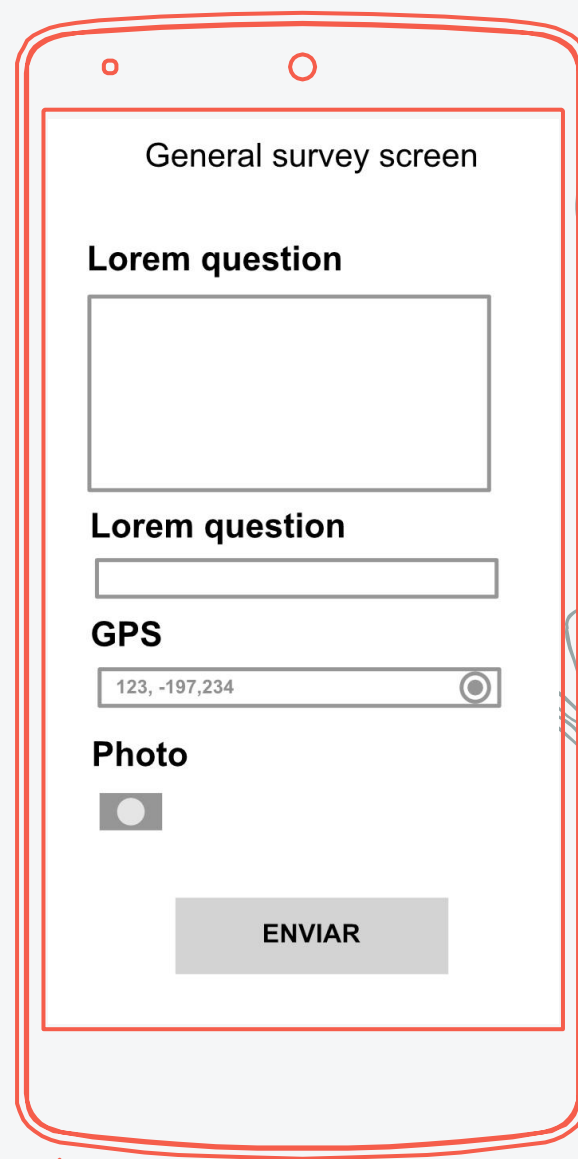 General survey screen
Lorem question
Lorem question
GPS
123, -197,234
Photo
ENVIAR